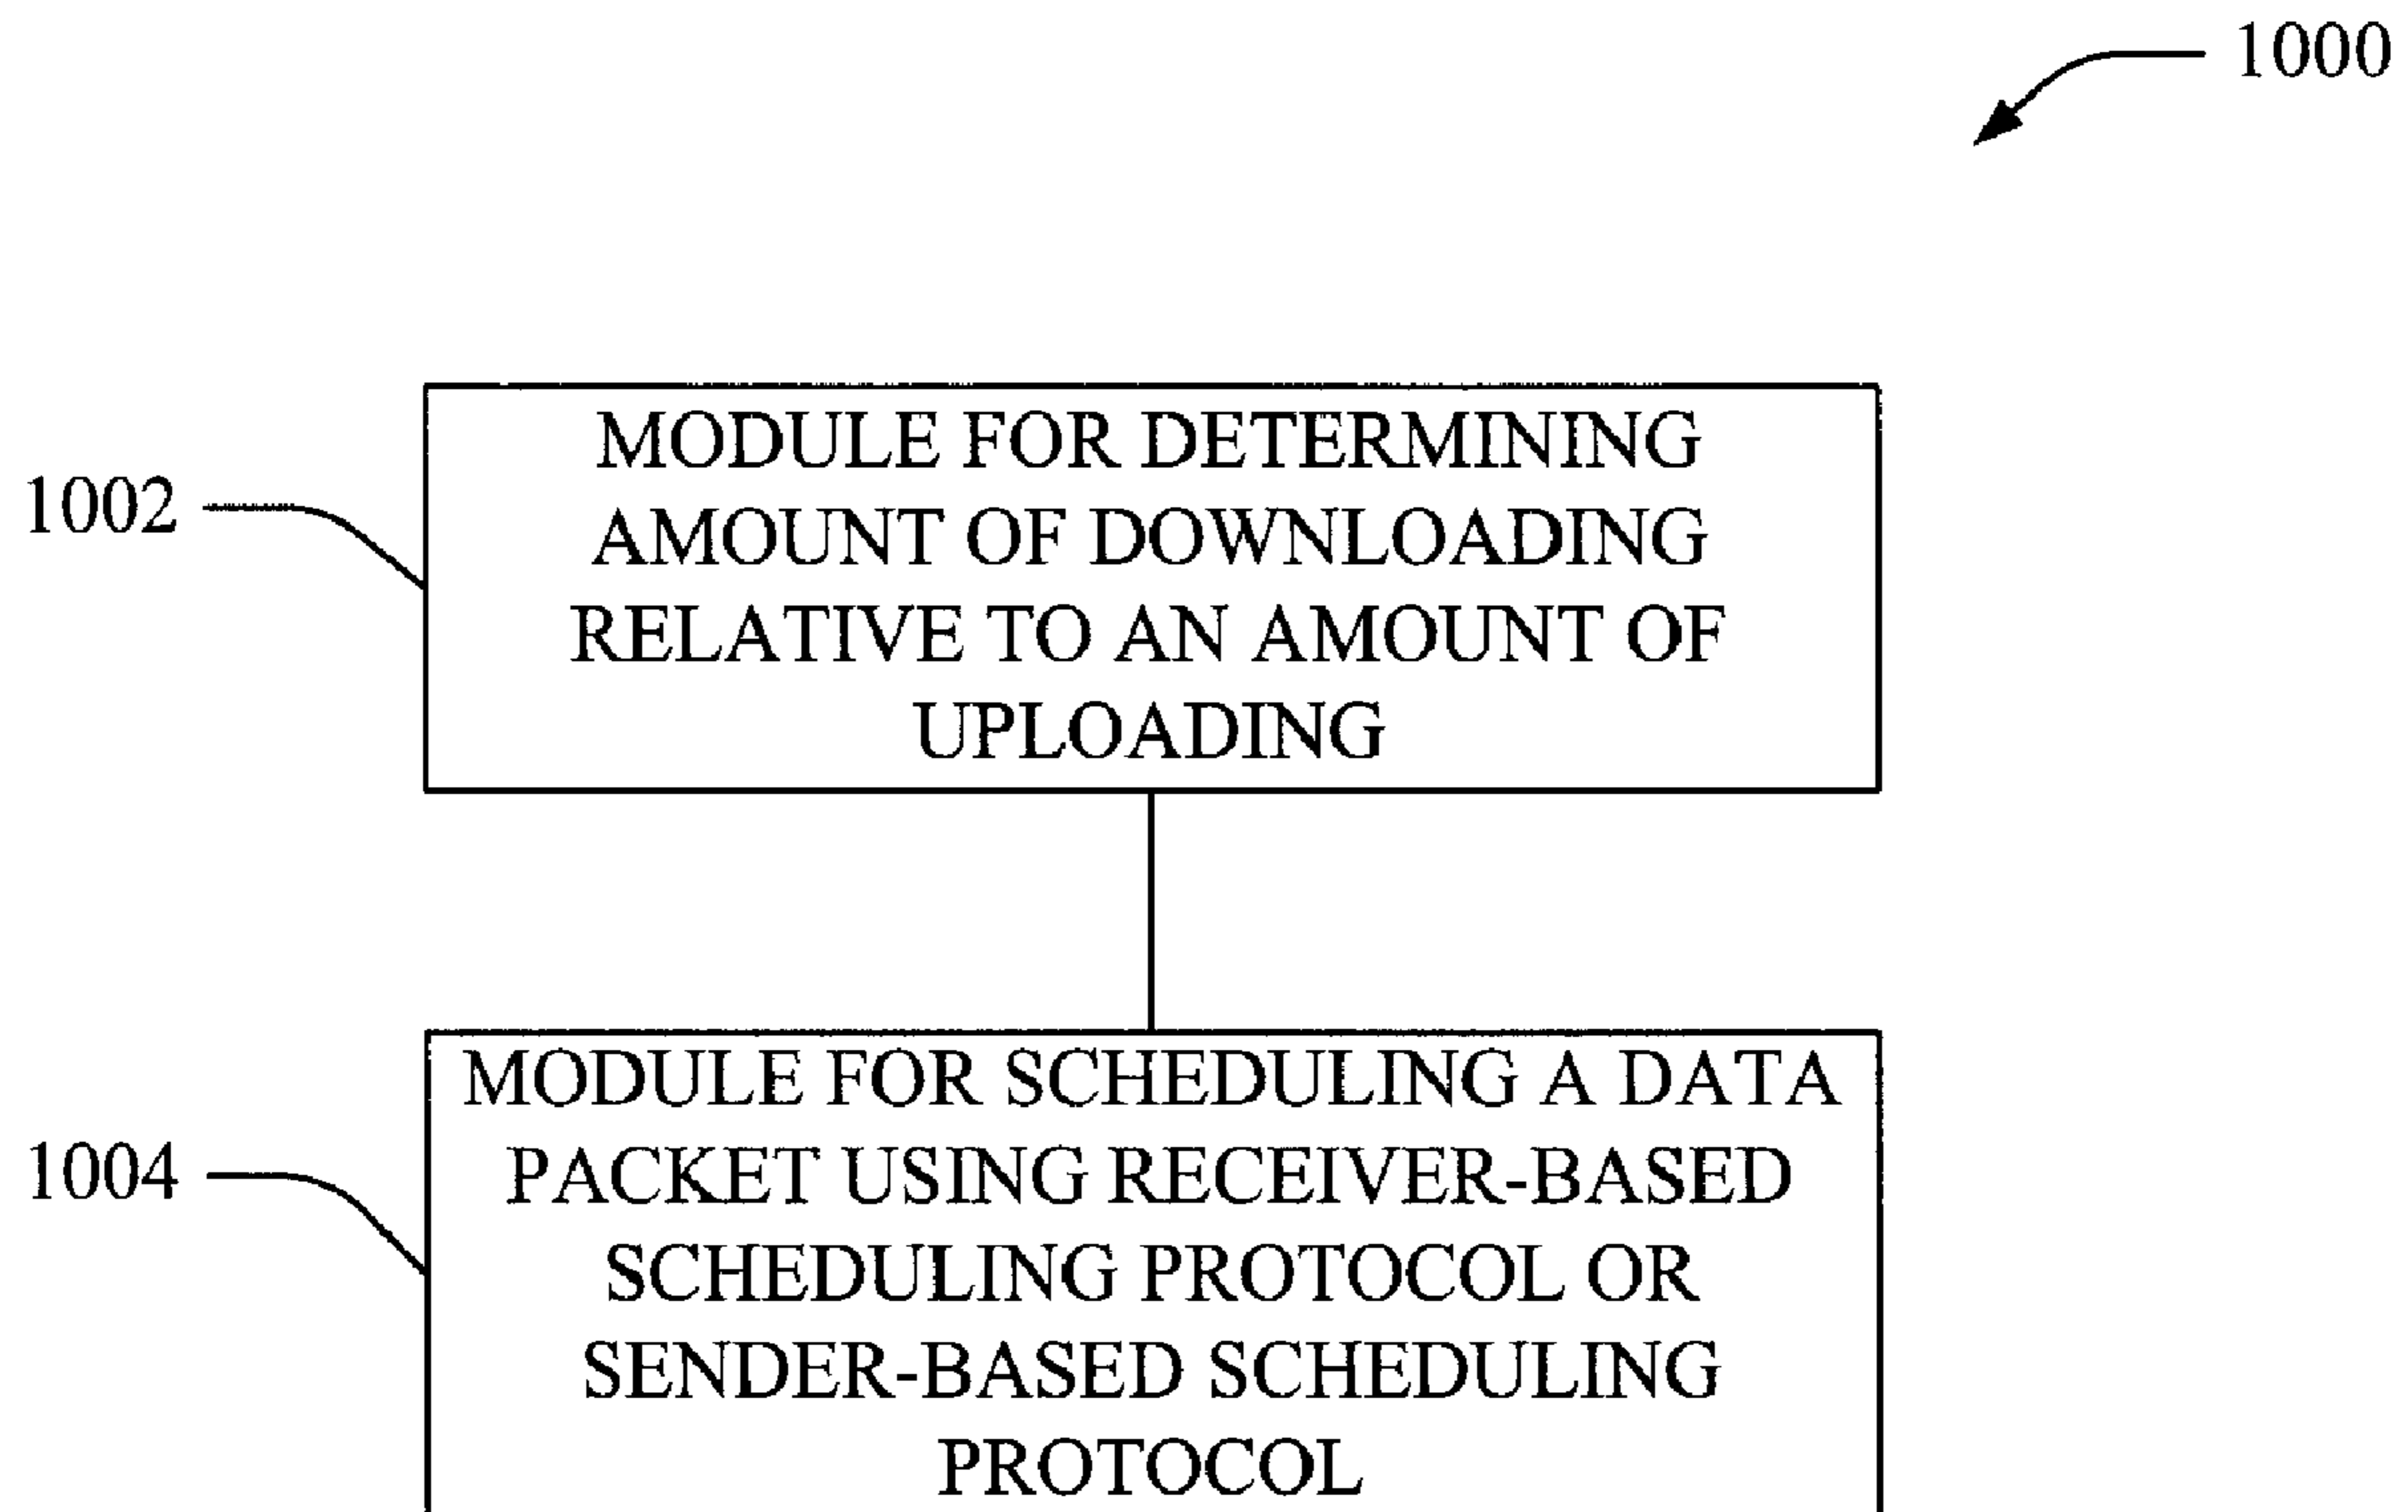 1000
1002
MODULE FOR DETERMINING
AMOUNT OF DOWNLOADING
RELATIVE TO AN AMOUNT OF
UPLOADING
1004
MODULE FOR SCHEDULING A DATA
PACKET USING RECEIVER-BASED
SCHEDULING PROTOCOL OR
SENDER-BASED SCHEDULING
PROTOCOL